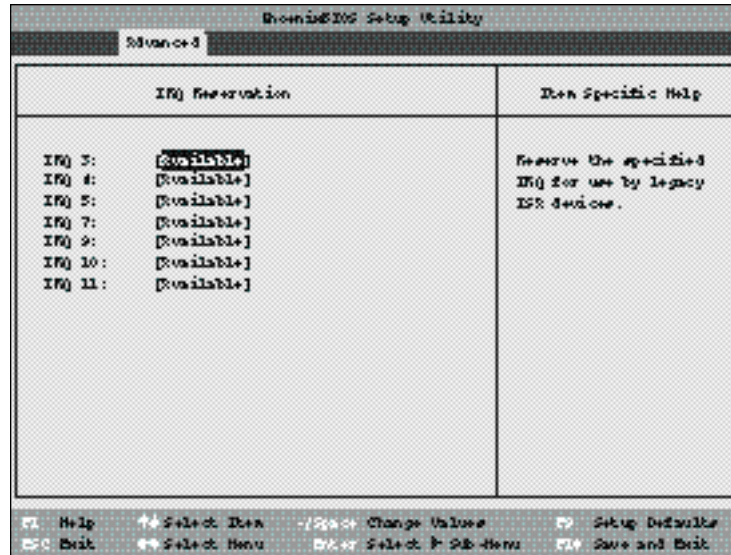 PhoenixBIOS Setup Utility
Advanced
IRQ Reservation
Item Specific Help
IRQ 3: [Available]
IRQ 4: [Available]
IRQ 5: [Available]
IRQ 7: [Available]
IRQ 9: [Available]
IRQ 10: [Available]
IRQ 11: [Available]
Reserve the specified
IRQ for use by legacy
ISA devices.
F1 Help ↑↓ Select Item -/Space Change Values F9 Setup Defaults
ESC Exit ←→ Select Menu Enter Select ▶ Sub-Menu F10 Save and Exit